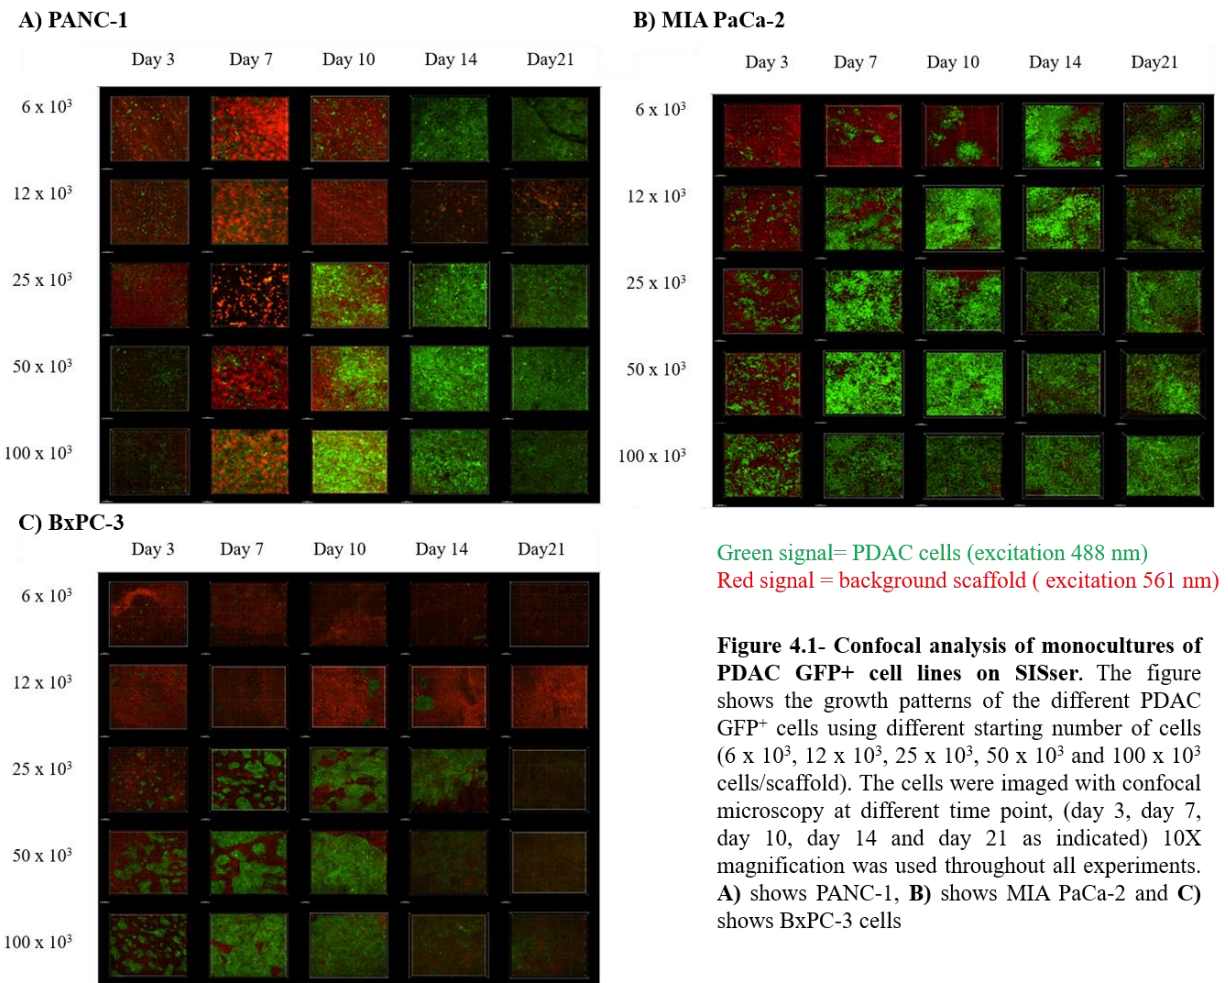 A) PANC-1
Day 3 Day 7 Day 10 Day 14 Day21
6 x 10³
12 x 10³
25 x 10³
50 x 10³
100 x 10³
B) MIA PaCa-2
Day 3 Day 7 Day 10 Day 14 Day21
6 x 10³
12 x 10³
25 x 10³
50 x 10³
100 x 10³
C) BxPC-3
Day 3 Day 7 Day 10 Day 14 Day21
6 x 10³
12 x 10³
25 x 10³
50 x 10³
100 x 10³
Green signal= PDAC cells (excitation 488 nm)
Red signal = background scaffold ( excitation 561 nm)
Figure 4.1- Confocal analysis of monocultures of
PDAC GFP+ cell lines on SISser. The figure
shows the growth patterns of the different PDAC
GFP⁺ cells using different starting number of cells
(6 x 10³, 12 x 10³, 25 x 10³, 50 x 10³ and 100 x 10³
cells/scaffold). The cells were imaged with confocal
microscopy at different time point, (day 3, day 7,
day 10, day 14 and day 21 as indicated) 10X
magnification was used throughout all experiments.
A) shows PANC-1, B) shows MIA PaCa-2 and C)
shows BxPC-3 cells